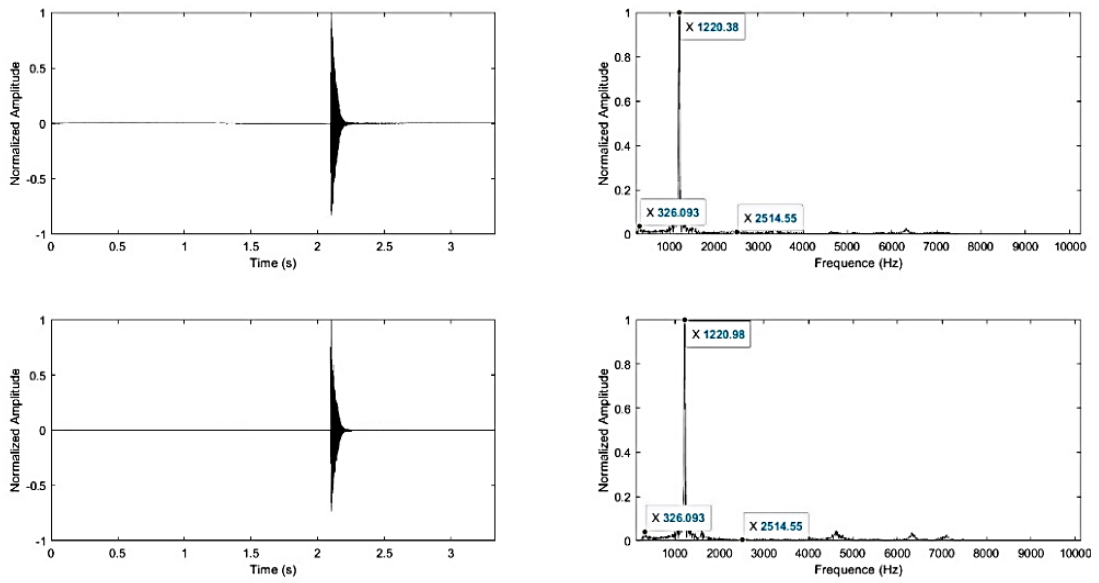 1
0.5
0
-0.5
-1
Normalized Amplitude
0 0.5 1 1.5 2 2.5 3
Time (s)
1
0.8
0.6
0.4
0.2
0
Normalized Amplitude
X 1220.38
X 326.093
X 2514.55
1000 2000 3000 4000 5000 6000 7000 8000 9000 10000
Frequence (Hz)
1
0.5
0
-0.5
-1
Normalized Amplitude
0 0.5 1 1.5 2 2.5 3
Time (s)
1
0.8
0.6
0.4
0.2
0
Normalized Amplitude
X 1220.98
X 326.093
X 2514.55
1000 2000 3000 4000 5000 6000 7000 8000 9000 10000
Frequence (Hz)